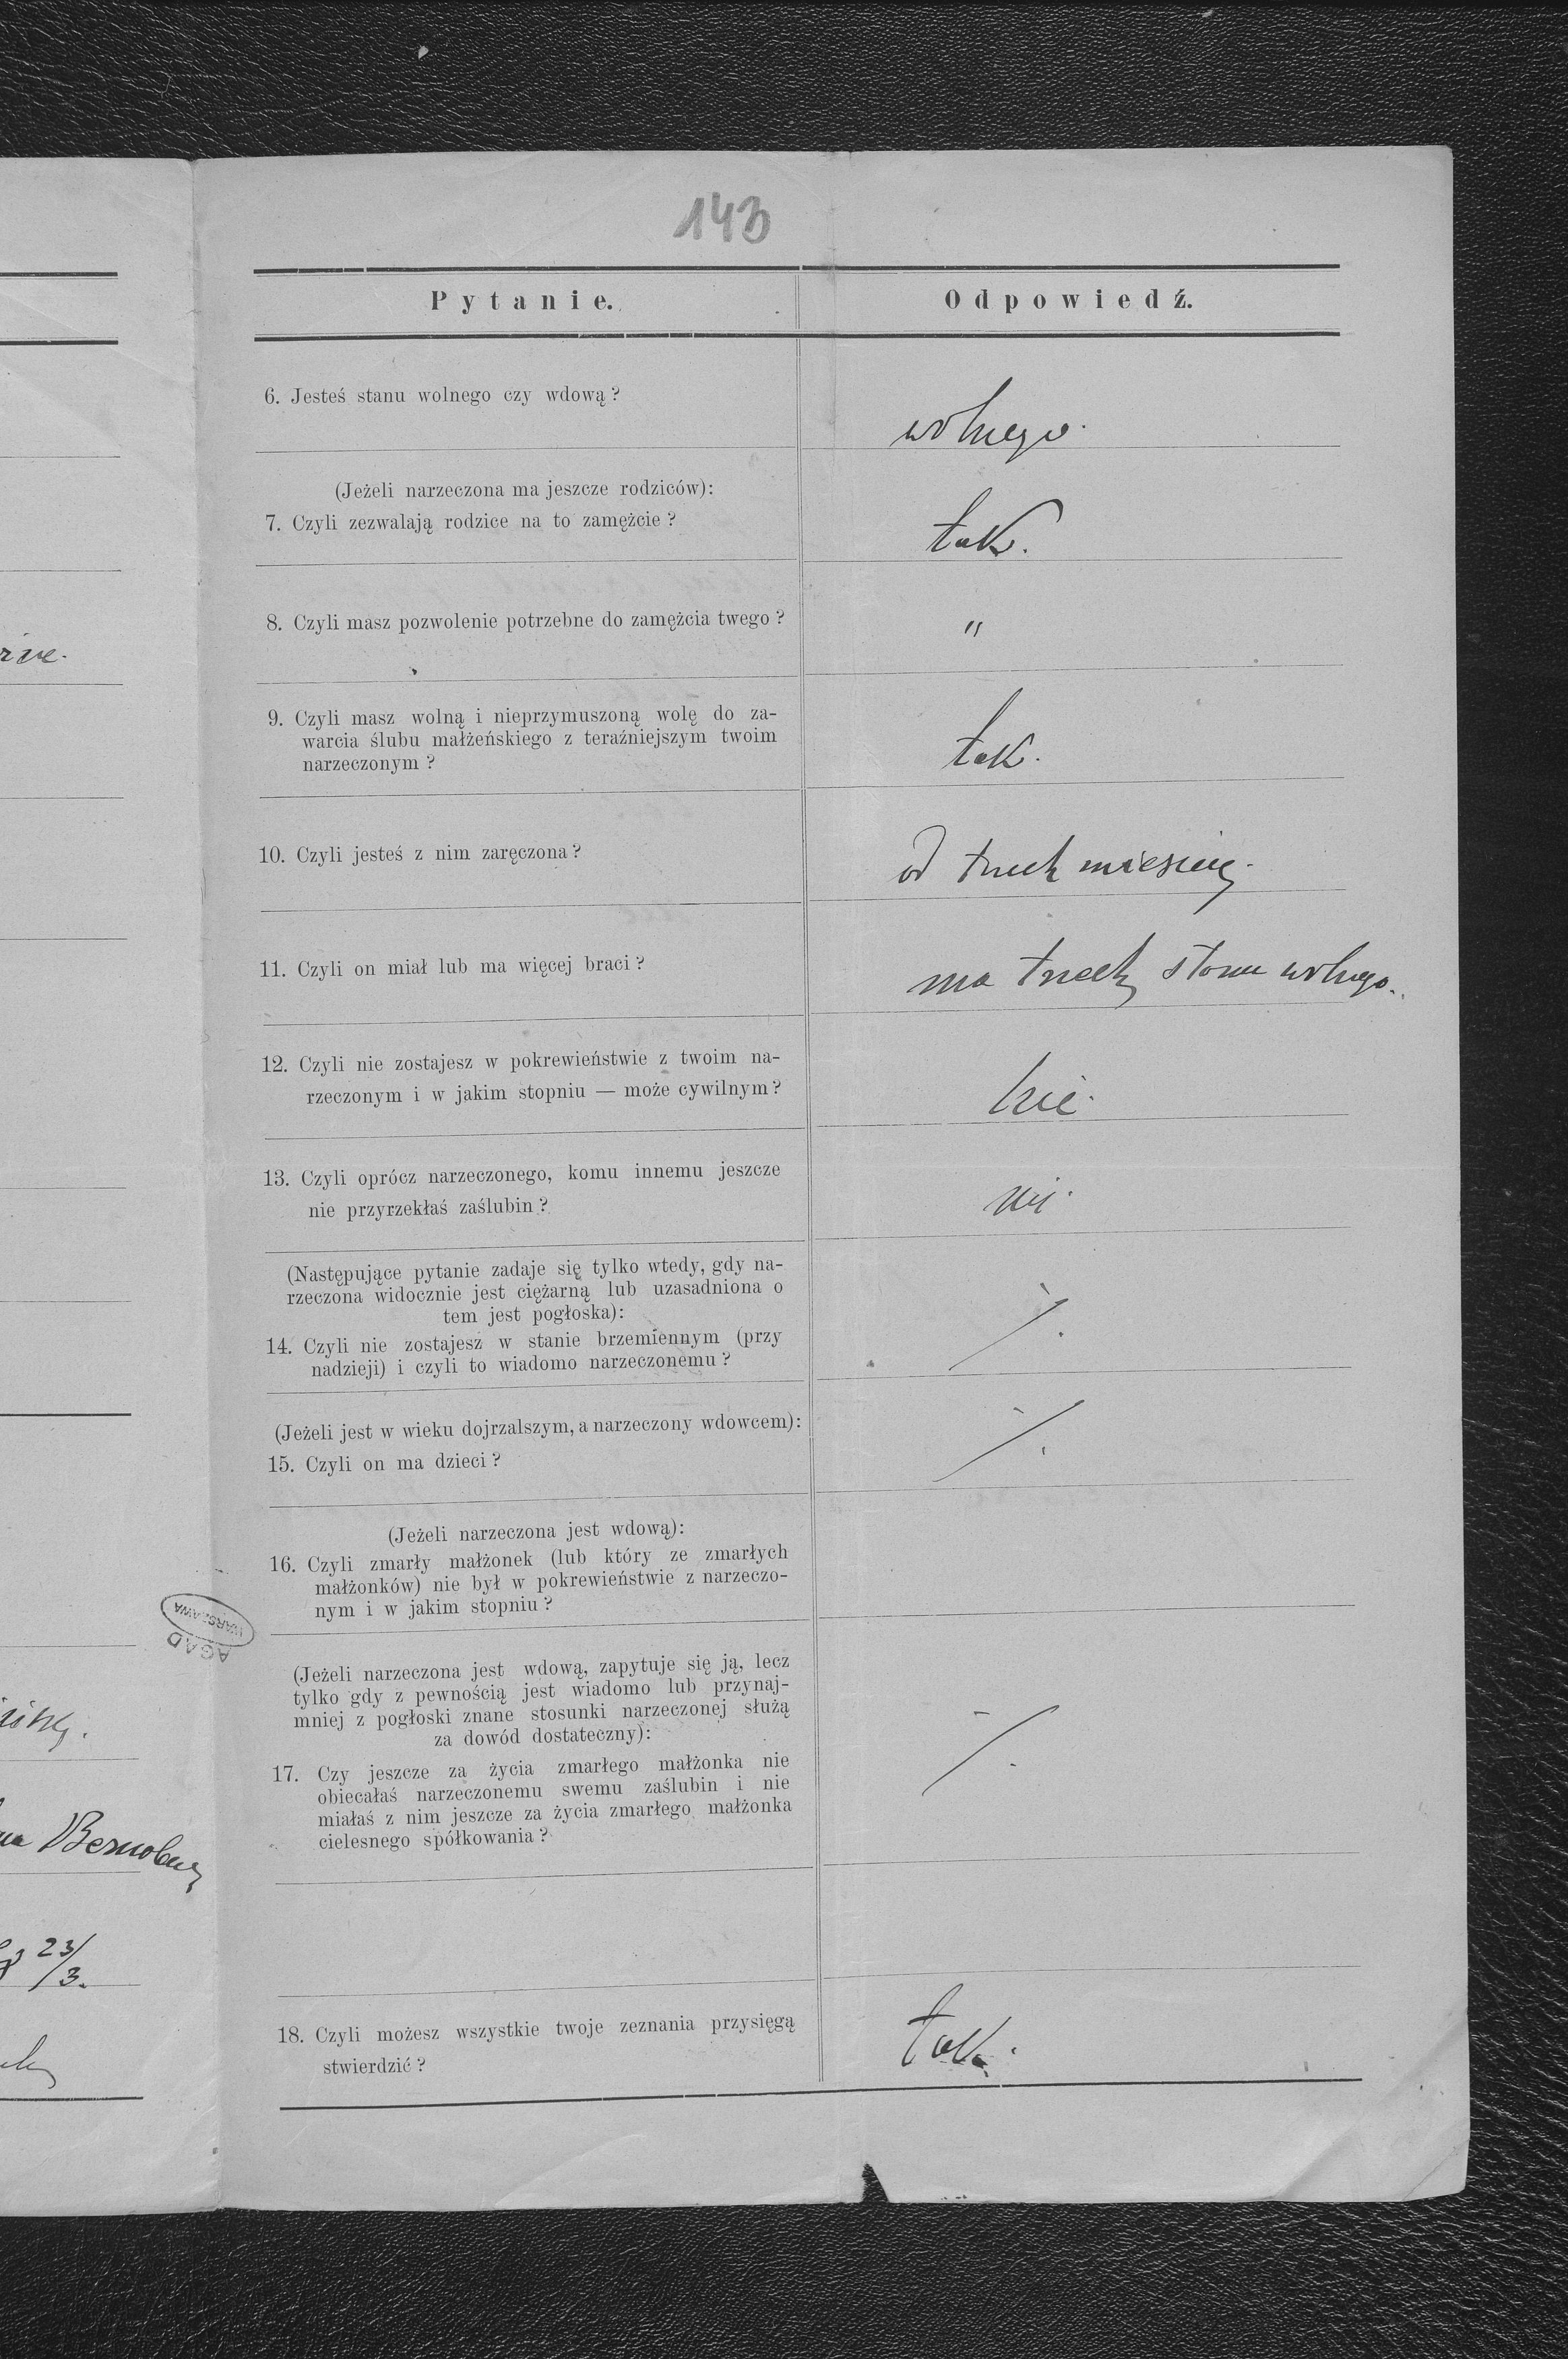 143
Pytanie.
Odpowiedź.
6. Jesteś stanu wolnego czy wdową?
wolnego.
(Jeżeli narzeczona ma jeszcze rodziców):
7. Czyli zezwalają rodzice na to zamężcie?
tak.
8. Czyli masz pozwolenie potrzebne do zamężcia twego?
"
9. Czyli masz wolną i nieprzymuszoną wolę do za-
warcia ślubu małżeńskiego z teraźniejszym twoim
narzeczonym?
tak.
10. Czyli jesteś z nim zaręczona?
od trzech miesięcy.
11. Czyli on miał lub ma więcej braci?
ma trzech stanu wolnego.
12. Czyli nie zostajesz w pokrewieństwie z twoim na-
rzeczonym i w jakim stopniu — może cywilnym?
nie.
13. Czyli oprócz narzeczonego, komu innemu jeszcze
nie przyrzekłaś zaślubin?
nie.
(Następujące pytanie zadaje się tylko wtedy, gdy na-
rzeczona widocznie jest ciężarną lub uzasadniona o
tem jest pogłoska):
14. Czyli nie zostajesz w stanie brzemiennym (przy
nadzieji) i czyli to wiadomo narzeczonemu?
(Jeżeli jest w wieku dojrzalszym, a narzeczony wdowcem):
15. Czyli on ma dzieci?
(Jeżeli narzeczona jest wdową):
16. Czyli zmarły małżonek (lub który ze zmarłych
małżonków) nie był w pokrewieństwie z narzeczo-
nym i w jakim stopniu?
(Jeżeli narzeczona jest wdową, zapytuje się ją, lecz
tylko gdy z pewnością jest wiadomo lub przynaj-
mniej z pogłoski znane stosunki narzeczonej służą
za dowód dostateczny):
17. Czy jeszcze za życia zmarłego małżonka nie
obiecałaś narzeczonemu swemu zaślubin i nie
miałaś z nim jeszcze za życia zmarłego małżonka
cielesnego spółkowania?
18. Czyli możesz wszystkie twoje zeznania przysięgą
stwierdzić?
tak.
AGAD
WARSZAWA
23/3.